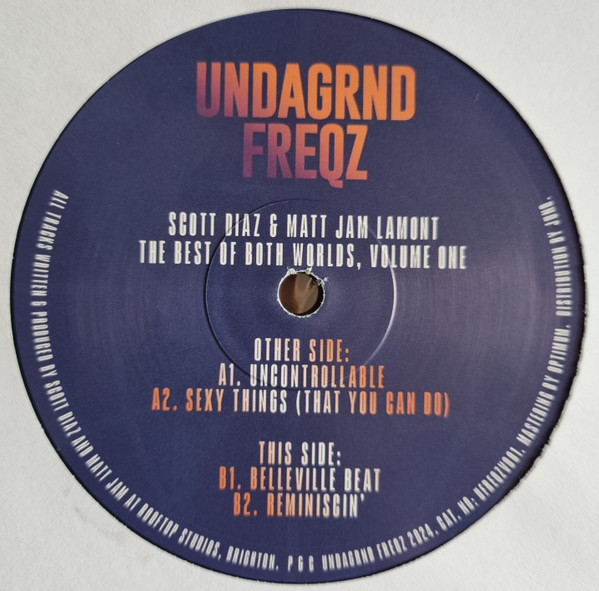 UNDAGRND
FREQZ
SCOTT DIAZ & MATT JAM LAMONT
THE BEST OF BOTH WORLDS, VOLUME ONE
OTHER SIDE:
A1. UNCONTROLLABLE
A2. SEXY THINGS (THAT YOU CAN DO)
THIS SIDE:
B1. BELLEVILLE BEAT
B2. REMINISCIN'
ALL TRACKS WRITTEN & PRODUCED BY SCOTT DIAZ AND MATT JAM AT ROOFTOP STUDIOS, BRIGHTON. P & C UNDAGRND FREQZ 2024. CAT. NO: UFREQZV001. MASTERING BY OPTIMUM. DISTRIBUTION BY JUNO.